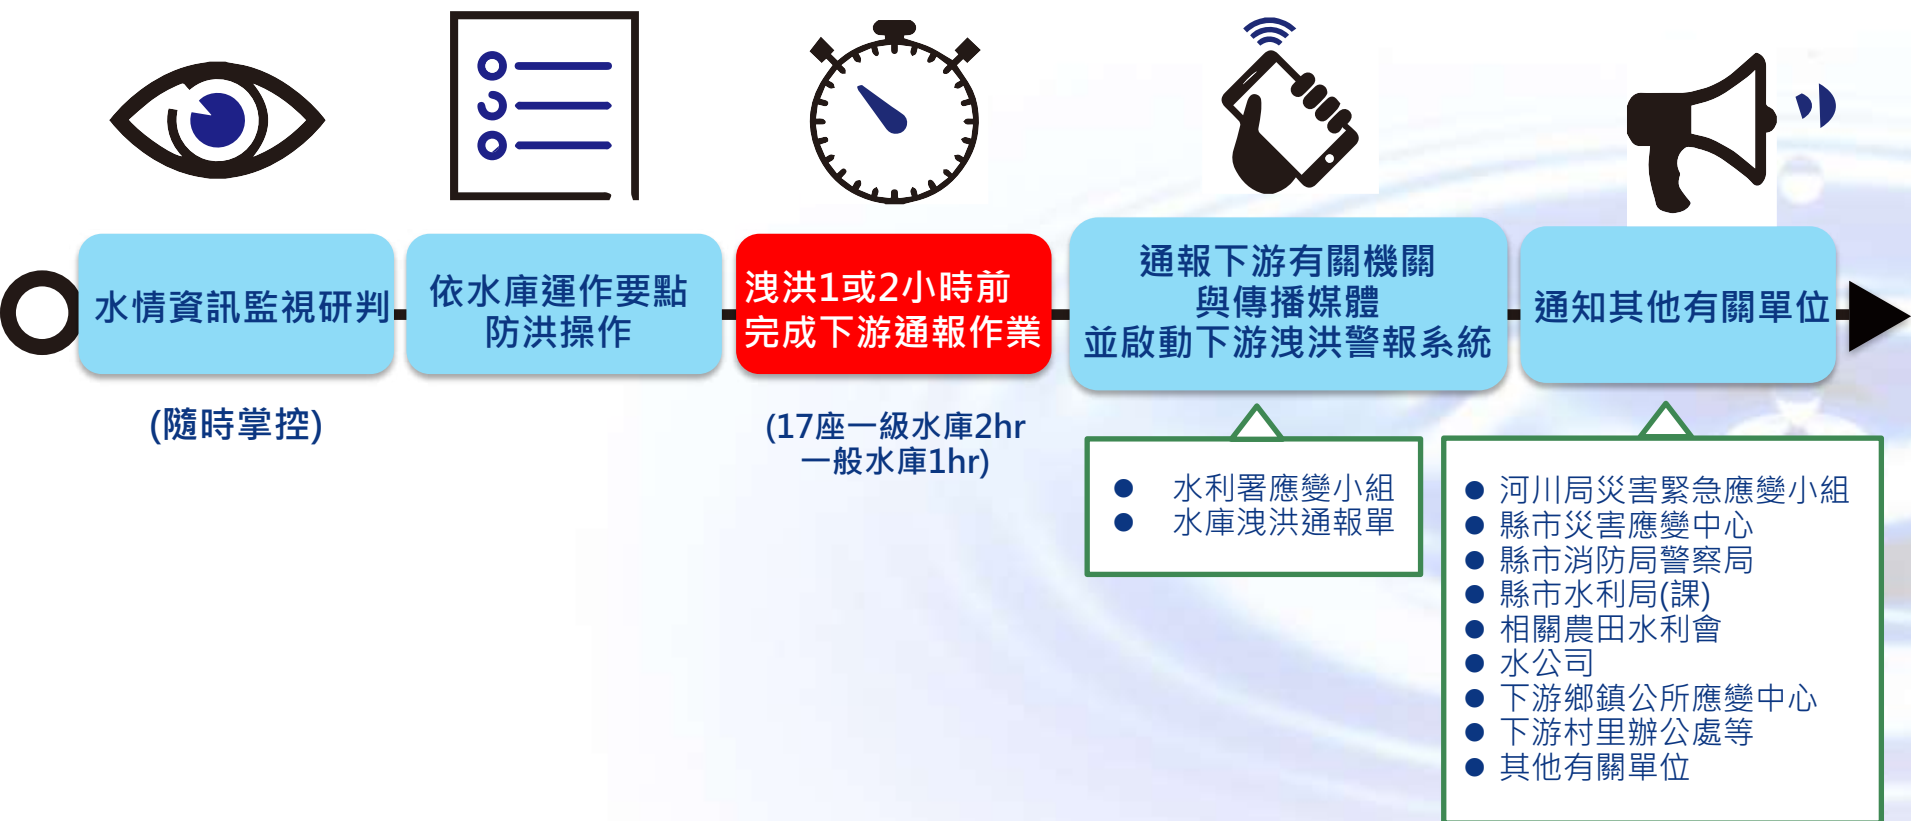 水情資訊監視研判
(隨時掌控)
依水庫運作要點
防洪操作
洩洪1或2小時前
完成下游通報作業
(17座一級水庫2hr
一般水庫1hr)
通報下游有關機關
與傳播媒體
並啟動下游洩洪警報系統
● 水利署應變小組
● 水庫洩洪通報單
通知其他有關單位
● 河川局災害緊急應變小組
● 縣市災害應變中心
● 縣市消防局警察局
● 縣市水利局(課)
● 相關農田水利會
● 水公司
● 下游鄉鎮公所應變中心
● 下游村里辦公處等
● 其他有關單位